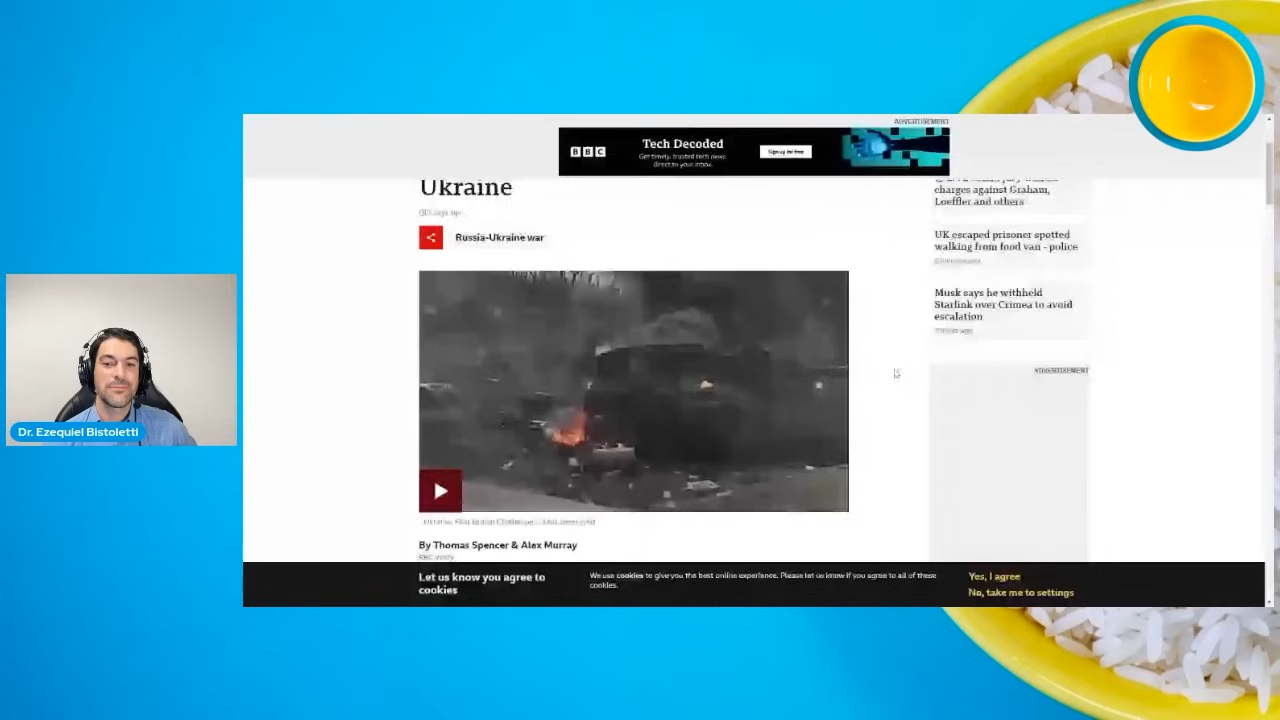 ADVERTISEMENT
BBC
Tech Decoded
Get timely, trusted tech news
direct to your inbox.
Sign up for free
Ukraine
Russia-Ukraine war
charges against Graham,
Loeffler and others
UK escaped prisoner spotted
walking from food van - police
Musk says he withheld
Starlink over Crimea to avoid
escalation
ADVERTISEMENT
Dr. Ezequiel Bistoletti
By Thomas Spencer & Alex Murray
BBC Verify
Let us know you agree to
cookies
We use cookies to give you the best online experience. Please let us know if you agree to all of these
cookies.
Yes, I agree
No, take me to settings